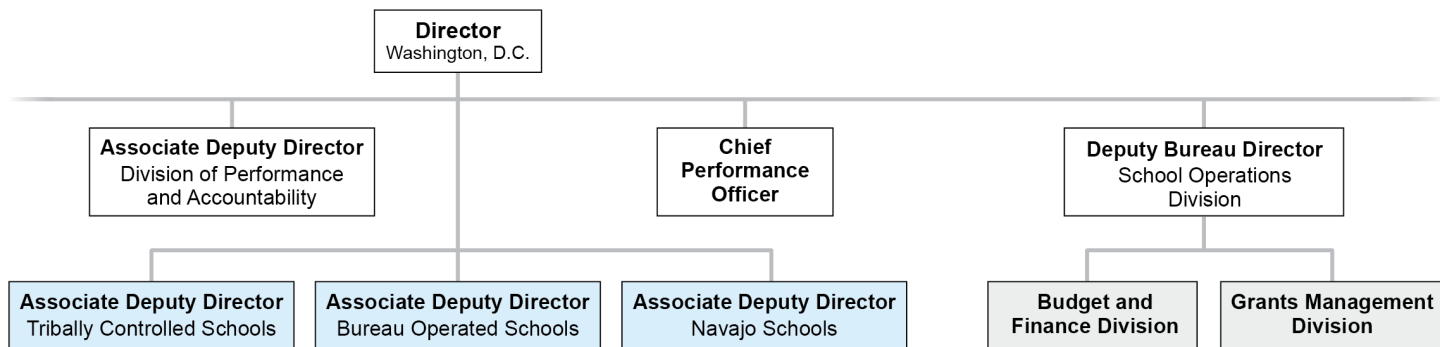 Director
Washington, D.C.
Associate Deputy Director
Division of Performance
and Accountability
Chief
Performance
Officer
Deputy Bureau Director
School Operations
Division
Associate Deputy Director
Tribally Controlled Schools
Associate Deputy Director
Bureau Operated Schools
Associate Deputy Director
Navajo Schools
Budget and
Finance Division
Grants Management
Division